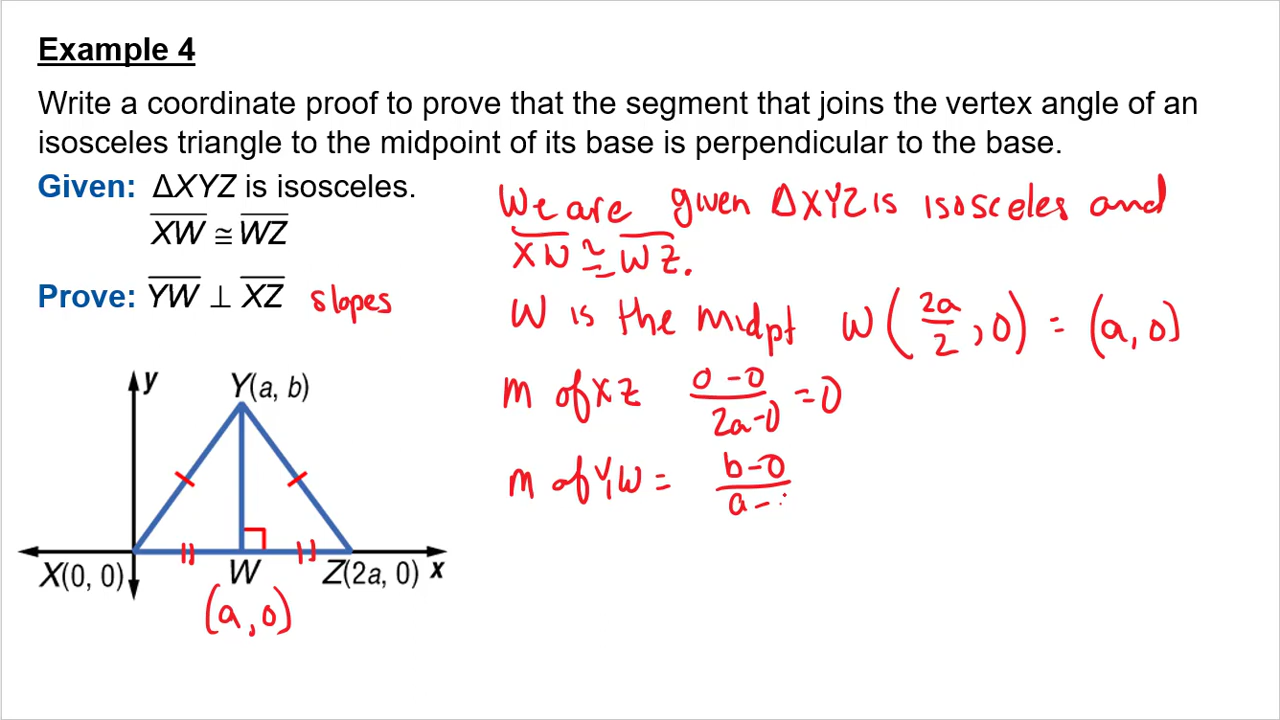 Example 4
Write a coordinate proof to prove that the segment that joins the vertex angle of an
isosceles triangle to the midpoint of its base is perpendicular to the base.
Given: ΔXYZ is isosceles.
XW ≅ WZ
Prove: YW ⊥ XZ slopes
We are given ΔXYZ is isosceles and
XW ≅ WZ.
W is the midpt W(2a/2, 0) = (a, 0)
m of XZ (0-0)/(2a-0) = 0
m of YW = (b-0)/(a-
y
Y(a, b)
X(0, 0)
W
Z(2a, 0)
x
(a, 0)